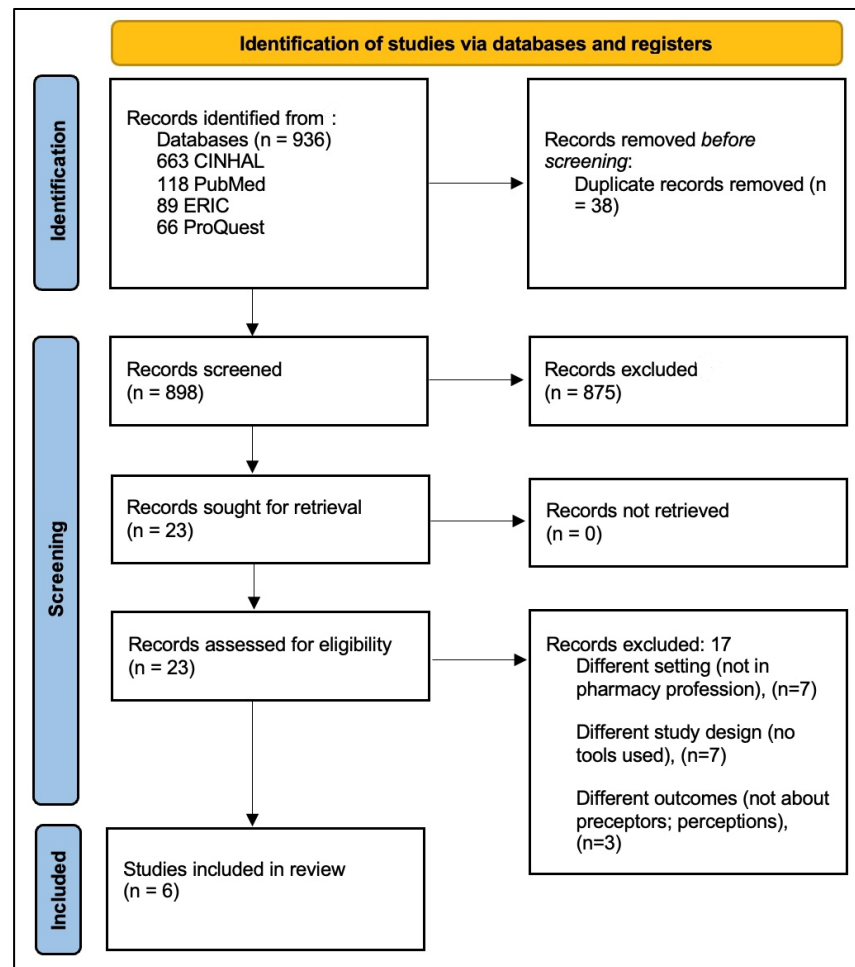 Identification of studies via databases and registers
Identification
Records identified from :
Databases (n = 936)
663 CINHAL
118 PubMed
89 ERIC
66 ProQuest
Records removed before
screening:
Duplicate records removed (n
= 38)
Screening
Records screened
(n = 898)
Records excluded
(n = 875)
Records sought for retrieval
(n = 23)
Records not retrieved
(n = 0)
Records assessed for eligibility
(n = 23)
Records excluded: 17
Different setting (not in
pharmacy profession), (n=7)
Different study design (no
tools used), (n=7)
Different outcomes (not about
preceptors; perceptions),
(n=3)
Included
Studies included in review
(n = 6)